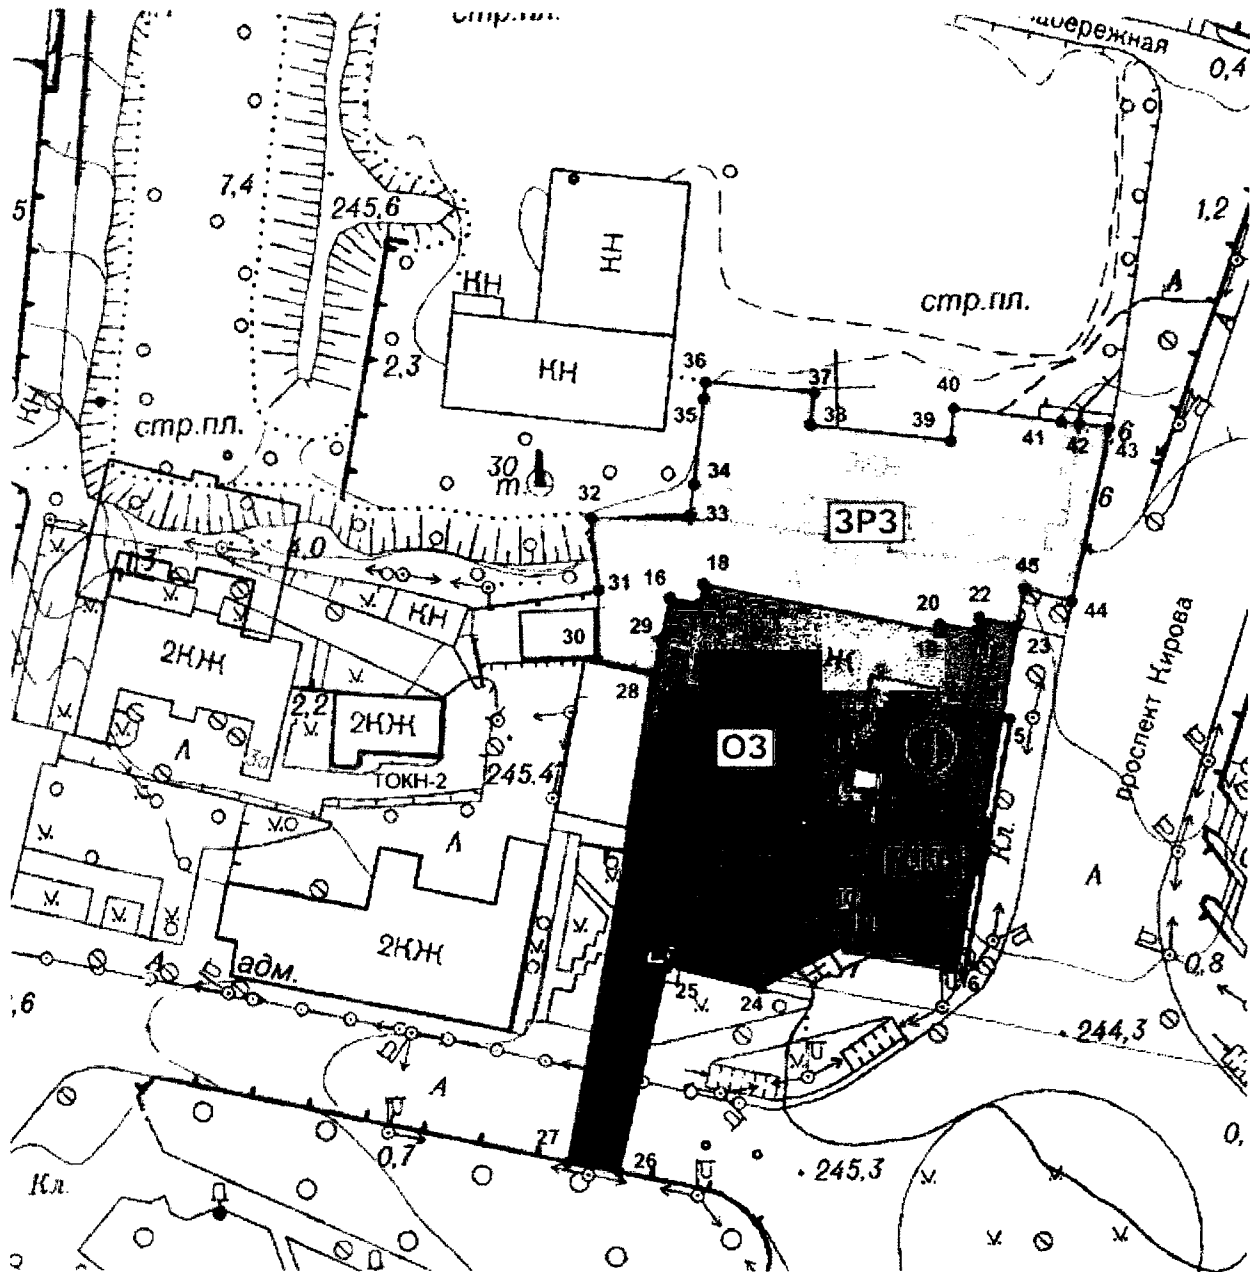 стр.пл.
набережная
0,4
7,4
245,6
5
1,2
КН
КН
А
стр.пл.
КН
2,3
36
37
40
КН
35
38
39
41
42
6
43
стр.пл.
30
т.
34
32
33
ЗРЗ
6
4,0
31
16
18
45
КН
20
22
44
30
29
23
2КЖ
28
Ж
2,2
2КЖ
5
Л
ОЗ
проспект Кирова
ТОКН-2
245,4
Л
Кл.
А
2КЖ
адм.
А
25
24
6
0,8
,6
244,3
А
27
26
0,7
245,3
0,
Кл.